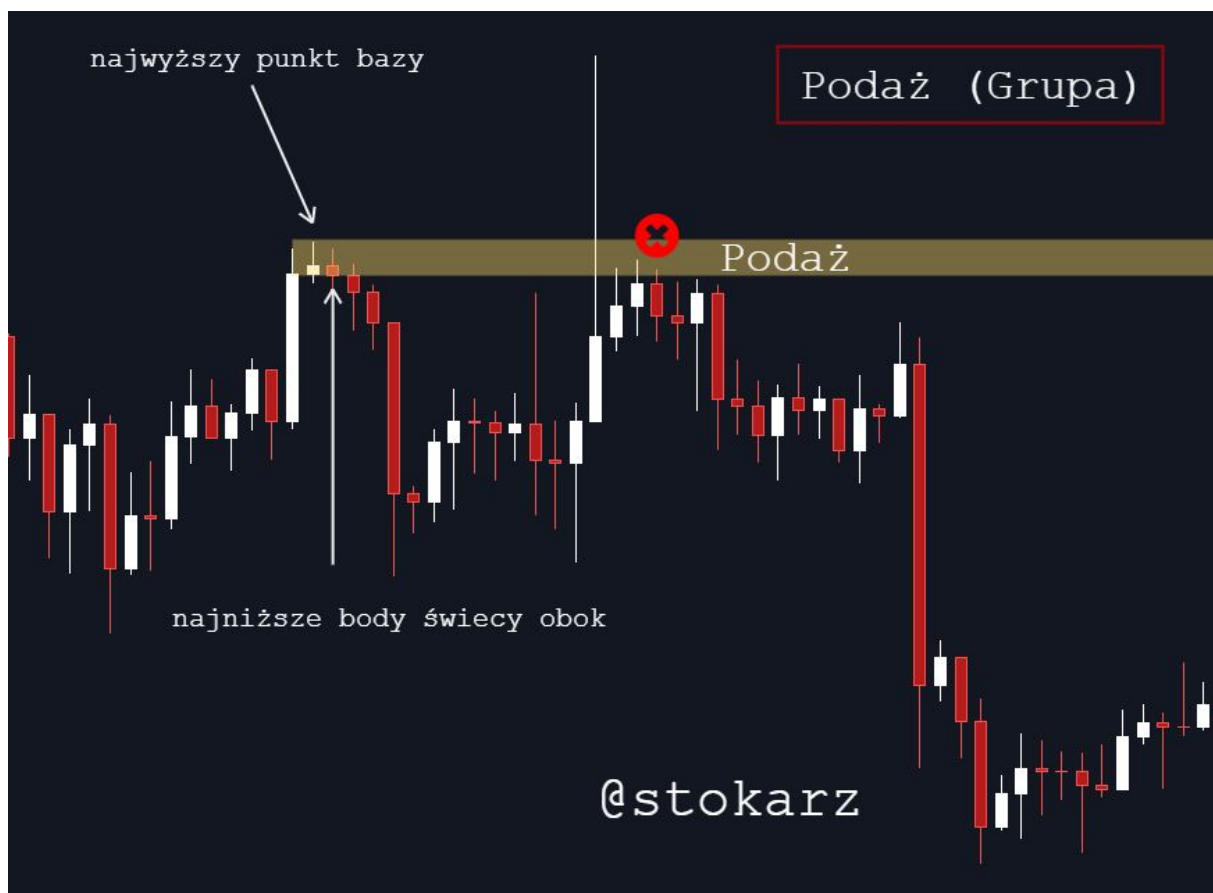 najwyższy punkt bazy
Podaż (Grupa)
Podaż
najniższe body świecy obok
@stokarz